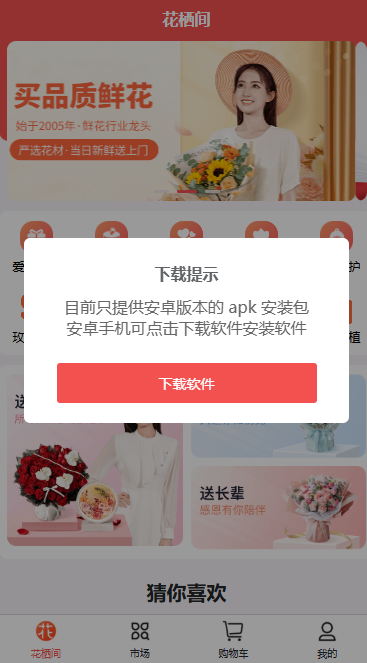 花栖间
买品质鲜花
始于2005年·鲜花行业龙头
严选花材·当日新鲜送上门
爱
护
下载提示
目前只提供安卓版本的 apk 安装包
安卓手机可点击下载软件安装软件
玫
植
下载软件
送长辈
感恩有你陪伴
猜你喜欢
花栖间
市场
购物车
我的